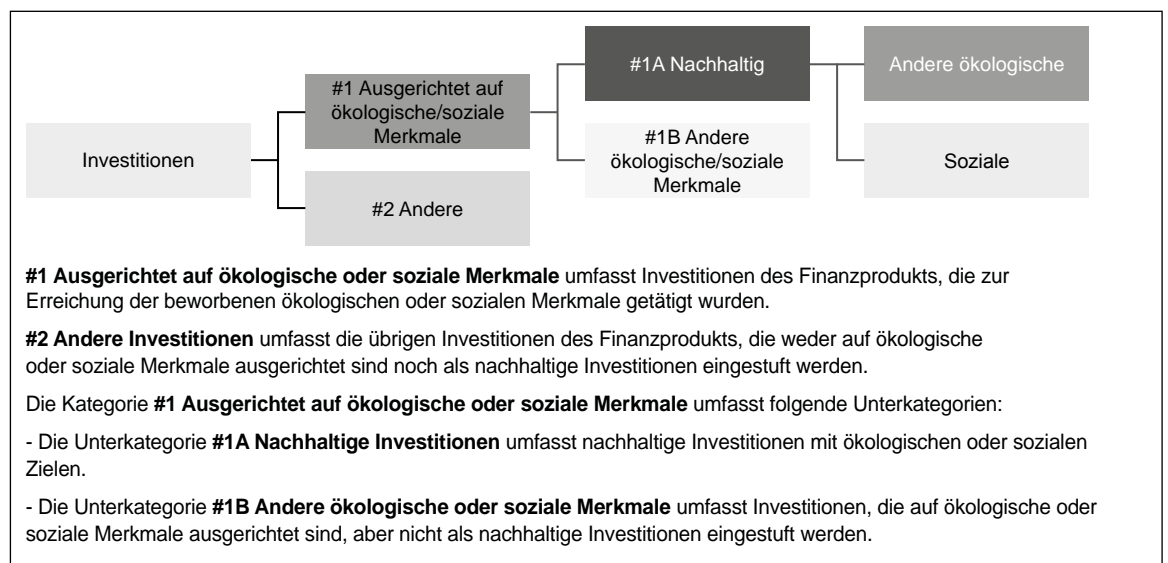 Investitionen
#1 Ausgerichtet auf
ökologische/soziale
Merkmale
#2 Andere
#1A Nachhaltig
#1B Andere
ökologische/soziale
Merkmale
Andere ökologische
Soziale
#1 Ausgerichtet auf ökologische oder soziale Merkmale umfasst Investitionen des Finanzprodukts, die zur
Erreichung der beworbenen ökologischen oder sozialen Merkmale getätigt wurden.
#2 Andere Investitionen umfasst die übrigen Investitionen des Finanzprodukts, die weder auf ökologische
oder soziale Merkmale ausgerichtet sind noch als nachhaltige Investitionen eingestuft werden.
Die Kategorie #1 Ausgerichtet auf ökologische oder soziale Merkmale umfasst folgende Unterkategorien:
- Die Unterkategorie #1A Nachhaltige Investitionen umfasst nachhaltige Investitionen mit ökologischen oder sozialen
Zielen.
- Die Unterkategorie #1B Andere ökologische oder soziale Merkmale umfasst Investitionen, die auf ökologische oder
soziale Merkmale ausgerichtet sind, aber nicht als nachhaltige Investitionen eingestuft werden.